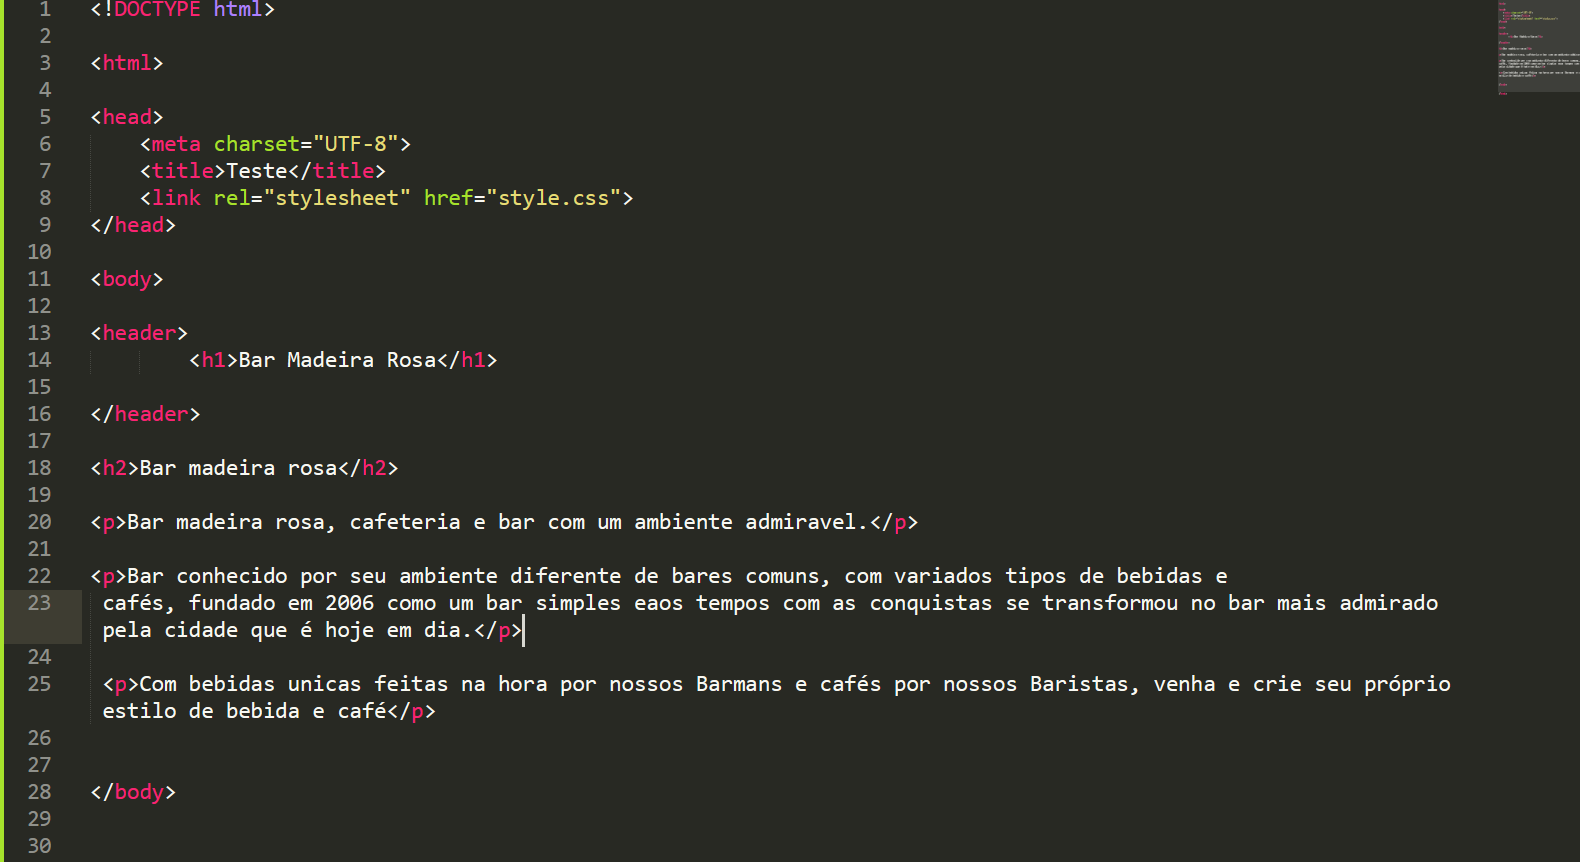 1 <!DOCTYPE html>
2
3 <html>
4
5 <head>
6 <meta charset="UTF-8">
7 <title>Teste</title>
8 <link rel="stylesheet" href="style.css">
9 </head>
10
11 <body>
12
13 <header>
14 <h1>Bar Madeira Rosa</h1>
15
16 </header>
17
18 <h2>Bar madeira rosa</h2>
19
20 <p>Bar madeira rosa, cafeteria e bar com um ambiente admiravel.</p>
21
22 <p>Bar conhecido por seu ambiente diferente de bares comuns, com variados tipos de bebidas e
23 cafés, fundado em 2006 como um bar simples eaos tempos com as conquistas se transformou no bar mais admirado
pela cidade que é hoje em dia.</p>
24
25 <p>Com bebidas unicas feitas na hora por nossos Barmans e cafés por nossos Baristas, venha e crie seu próprio
estilo de bebida e café</p>
26
27
28 </body>
29
30